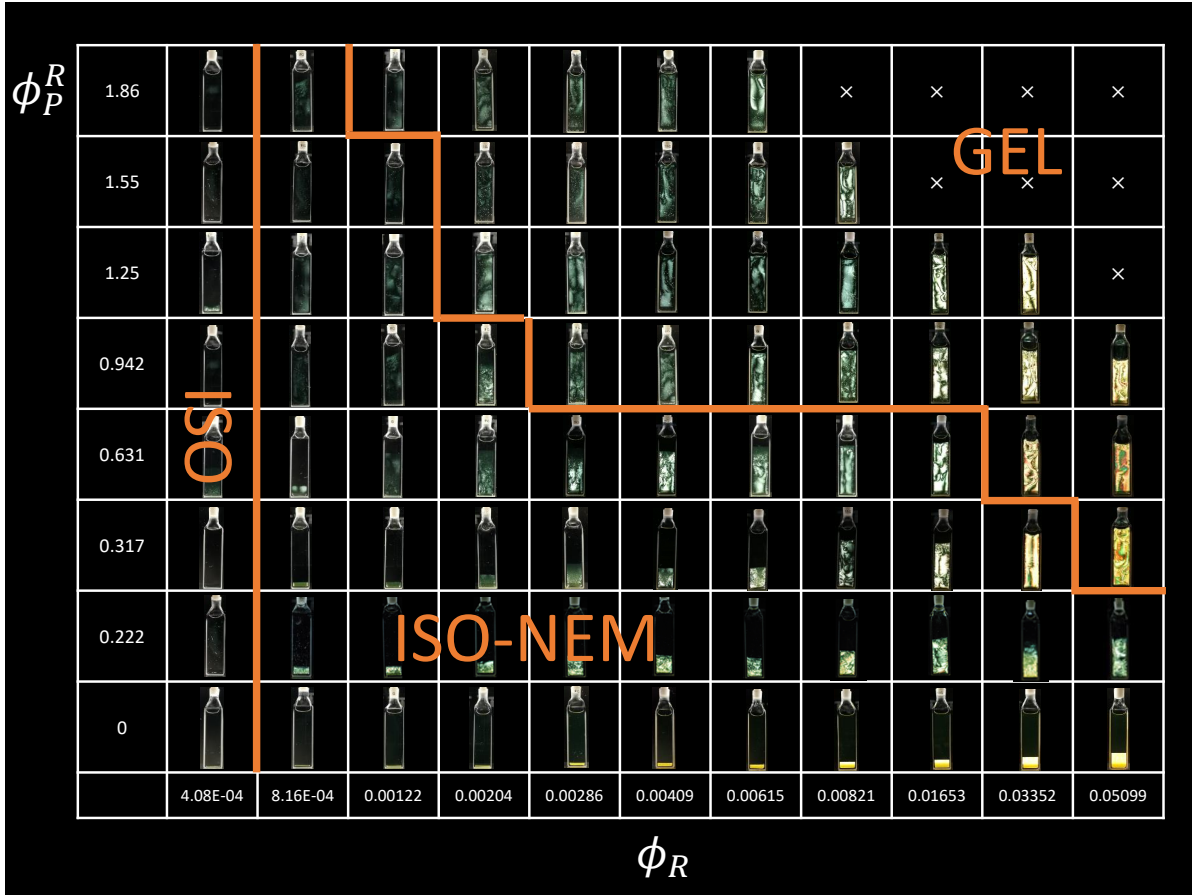 ϕ_P^R
1.86 × × × ×
GEL
1.55 × × ×
1.25 ×
0.942
ISO
0.631
0.317
0.222
ISO-NEM
0
4.08E-04 8.16E-04 0.00122 0.00204 0.00286 0.00409 0.00615 0.00821 0.01653 0.03352 0.05099
ϕ_R